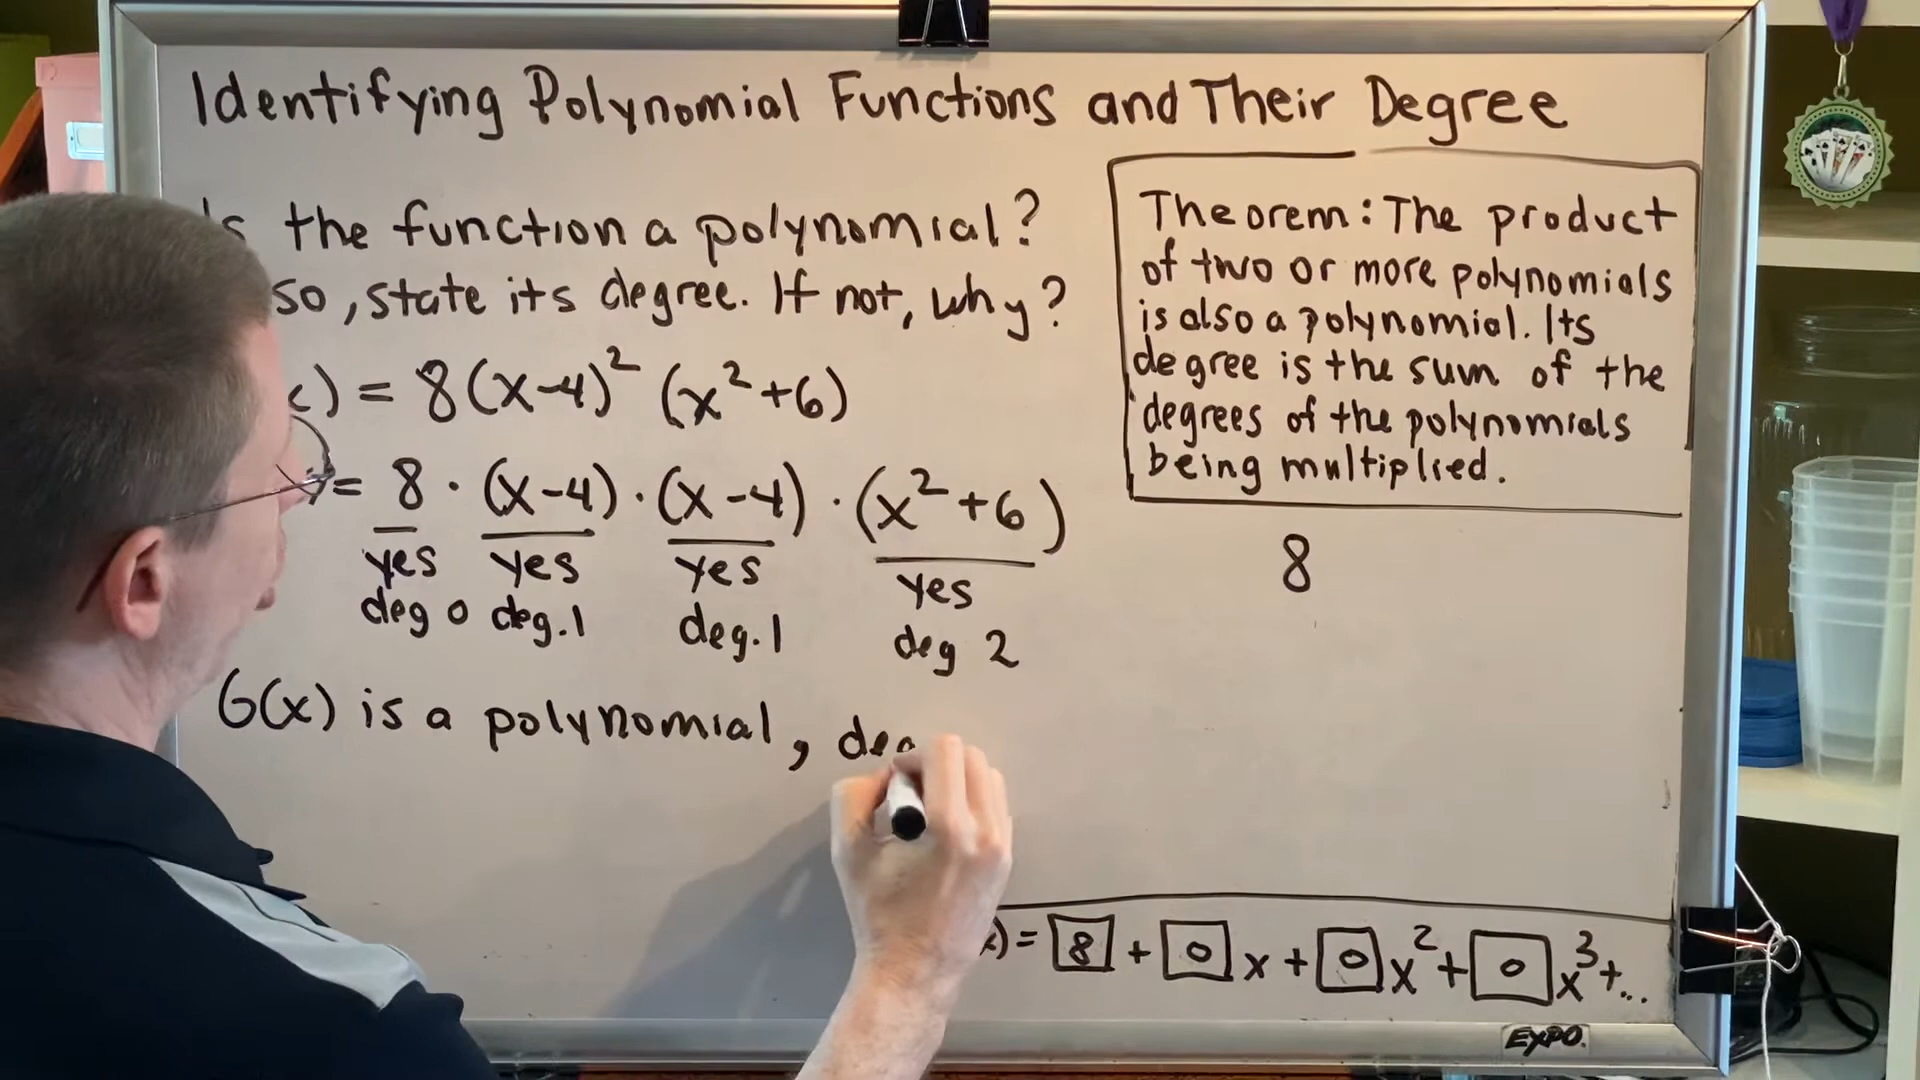 Identifying Polynomial Functions and Their Degree
the function a polynomial?
so, state its degree. If not, why?
) = 8(x-4)² (x²+6)
= 8 · (x-4) · (x-4) · (x²+6)
yes yes yes yes
deg 0 deg. 1 deg. 1 deg 2
G(x) is a polynomial, deg
Theorem: The product
of two or more polynomials
is also a polynomial. Its
degree is the sum of the
degrees of the polynomials
being multiplied.
8
) = 8 + 0 x + 0 x² + 0 x³ + ...
EXPO